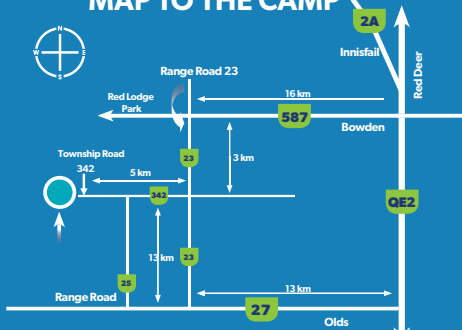 MAP TO THE CAMP
2A
N
W E
S
Innisfail
Red Deer
Range Road 23
Red Lodge
Park
16 km
587
Bowden
Township Road
342
23
3 km
5 km
342
QE2
13 km
23
25
Range Road
13 km
27
Olds